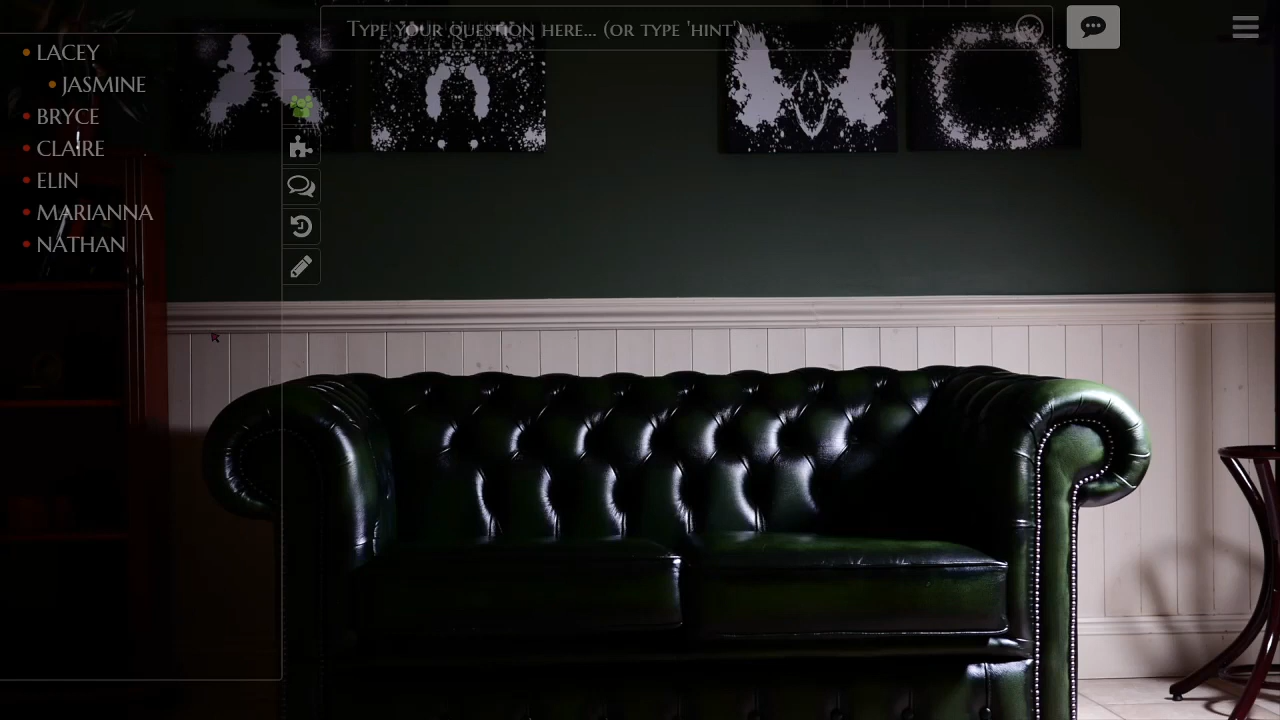 Type your question here... (or type 'hint')
LACEY
JASMINE
BRYCE
CLAIRE
ELIN
MARIANNA
NATHAN